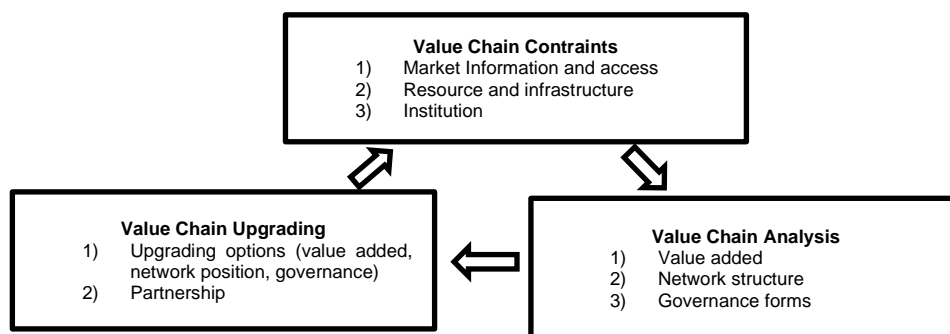 Value Chain Contraints
1) Market Information and access
2) Resource and infrastructure
3) Institution
Value Chain Upgrading
1) Upgrading options (value added,
network position, governance)
2) Partnership
Value Chain Analysis
1) Value added
2) Network structure
3) Governance forms